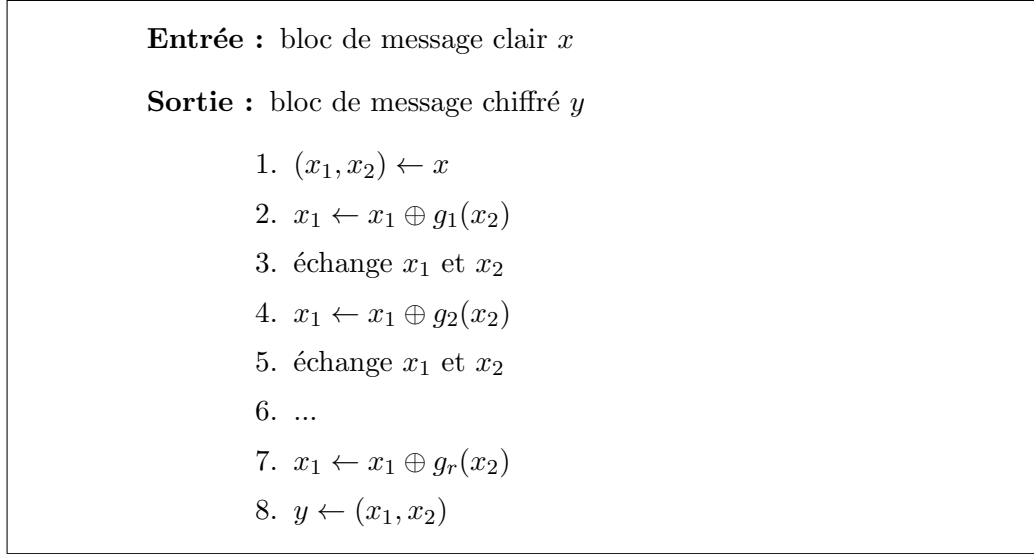 Entrée : bloc de message clair x
Sortie : bloc de message chiffré y
1. (x₁, x₂) ← x
2. x₁ ← x₁ ⊕ g₁(x₂)
3. échange x₁ et x₂
4. x₁ ← x₁ ⊕ g₂(x₂)
5. échange x₁ et x₂
6. ...
7. x₁ ← x₁ ⊕ gᵣ(x₂)
8. y ← (x₁, x₂)